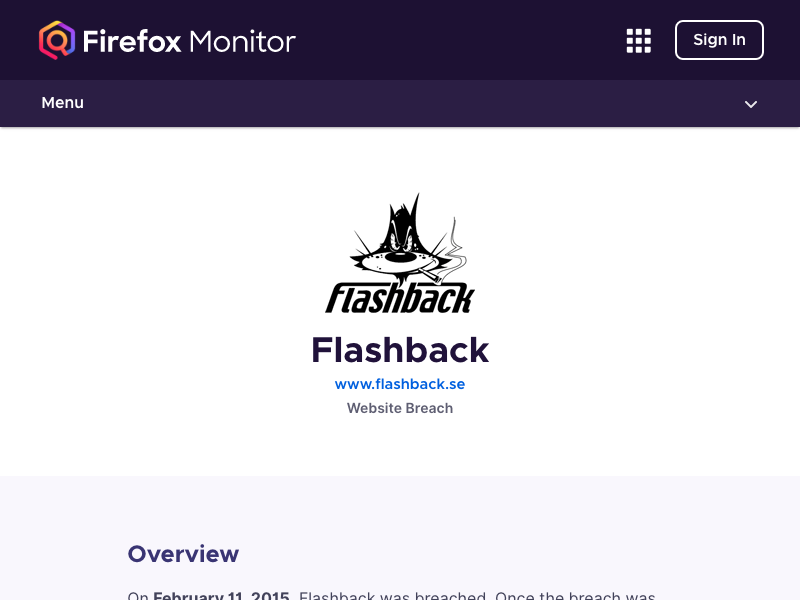 Firefox Monitor
Sign In
Menu
flashback
Flashback
www.flashback.se
Website Breach
Overview
On February 11, 2015, Flashback was breached. Once the breach was